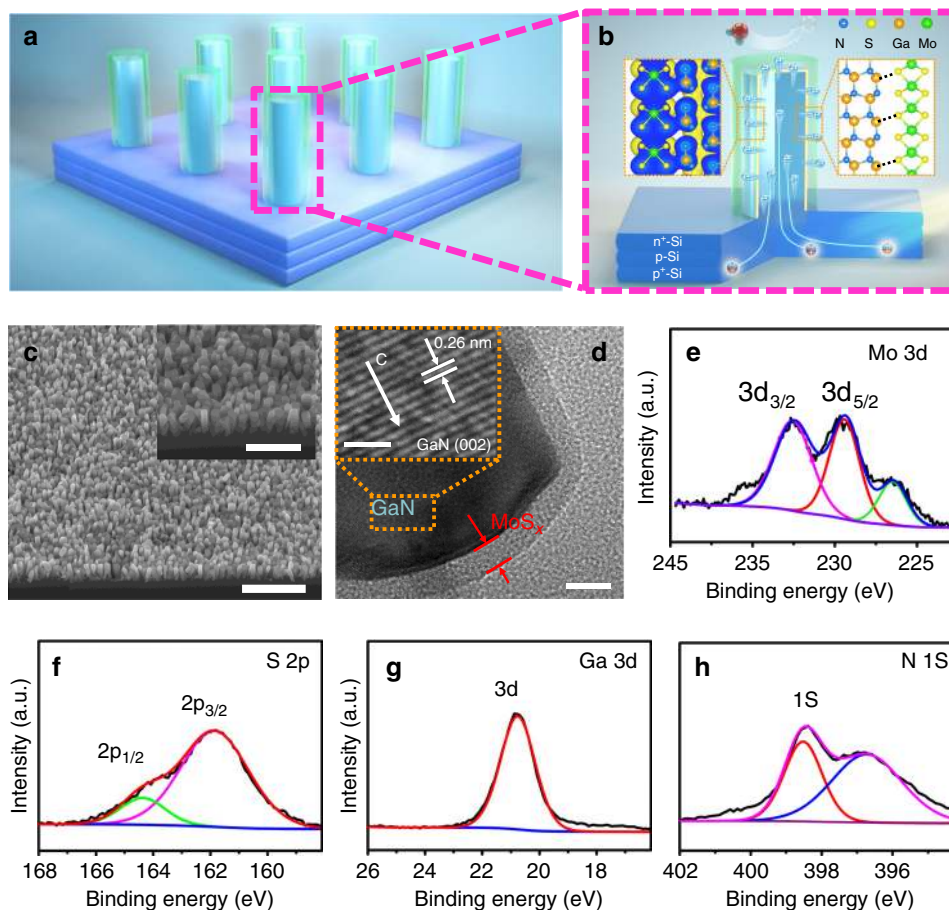 a
b
N S Ga Mo
n⁺-Si
p-Si
p⁺-Si
c
d
0.26 nm
C
GaN (002)
GaN
MoSₓ
e
Mo 3d
3d₃/₂ 3d₅/₂
Intensity (a.u.)
245 240 235 230 225
Binding energy (eV)
f
S 2p
2p₃/₂
2p₁/₂
Intensity (a.u.)
168 166 164 162 160
Binding energy (eV)
g
Ga 3d
3d
Intensity (a.u.)
26 24 22 20 18
Binding energy (eV)
h
N 1S
1S
Intensity (a.u.)
402 400 398 396
Binding energy (eV)